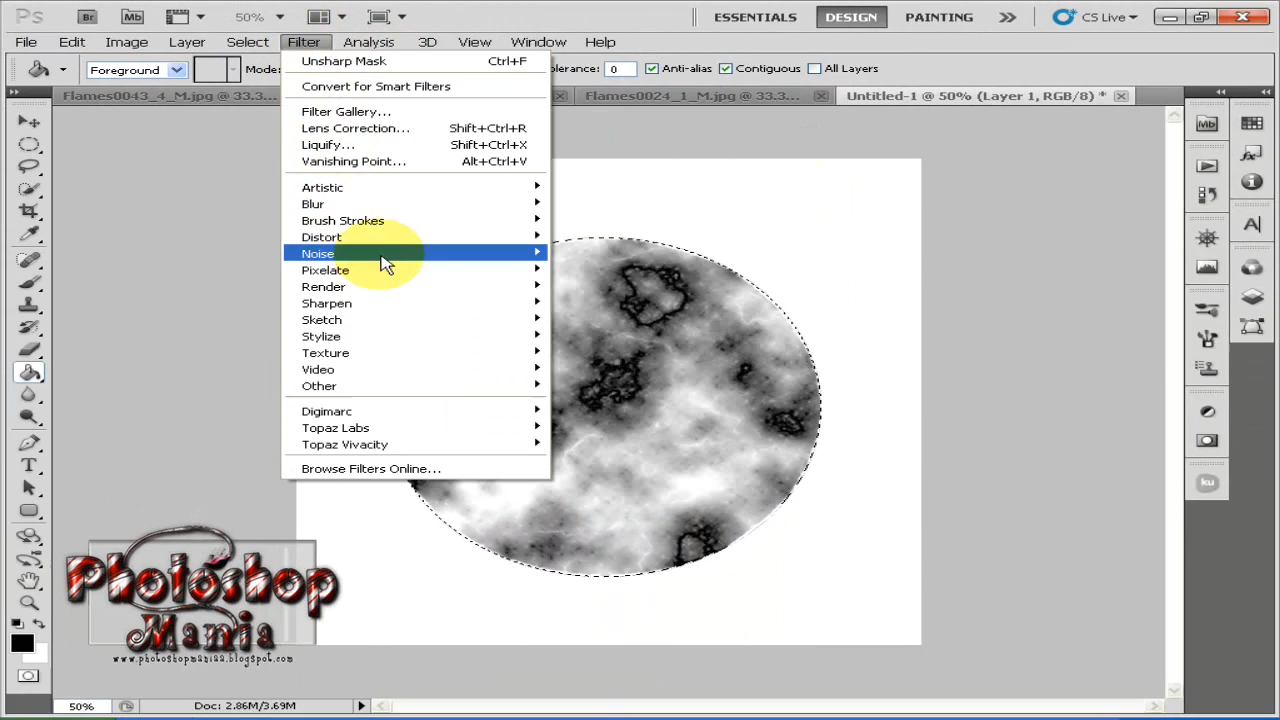 Ps Br Mb 50% ESSENTIALS DESIGN PAINTING CS Live
File Edit Image Layer Select Filter Analysis 3D View Window Help
Foreground Mode: olerance: 0 Anti-alias Contiguous All Layers
Flames0043_4_M.jpg @ 33.3... Flames0024_1_M.jpg @ 33.3... Untitled-1 @ 50% (Layer 1, RGB/8) *
Unsharp Mask Ctrl+F
Convert for Smart Filters
Filter Gallery...
Lens Correction... Shift+Ctrl+R
Liquify... Shift+Ctrl+X
Vanishing Point... Alt+Ctrl+V
Artistic
Blur
Brush Strokes
Distort
Noise
Pixelate
Render
Sharpen
Sketch
Stylize
Texture
Video
Other
Digimarc
Topaz Labs
Topaz Vivacity
Browse Filters Online...
Mb
A
T
ku
Photoshop
Mania
www.photoshopmaniaa.blogspot.com
50% Doc: 2.86M/3.69M